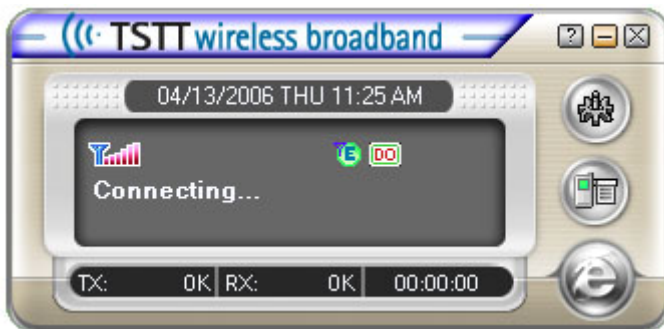 TSTT wireless broadband ?
04/13/2006 THU 11:25 AM
E DO
Connecting...
TX: 0K RX: 0K 00:00:00
e